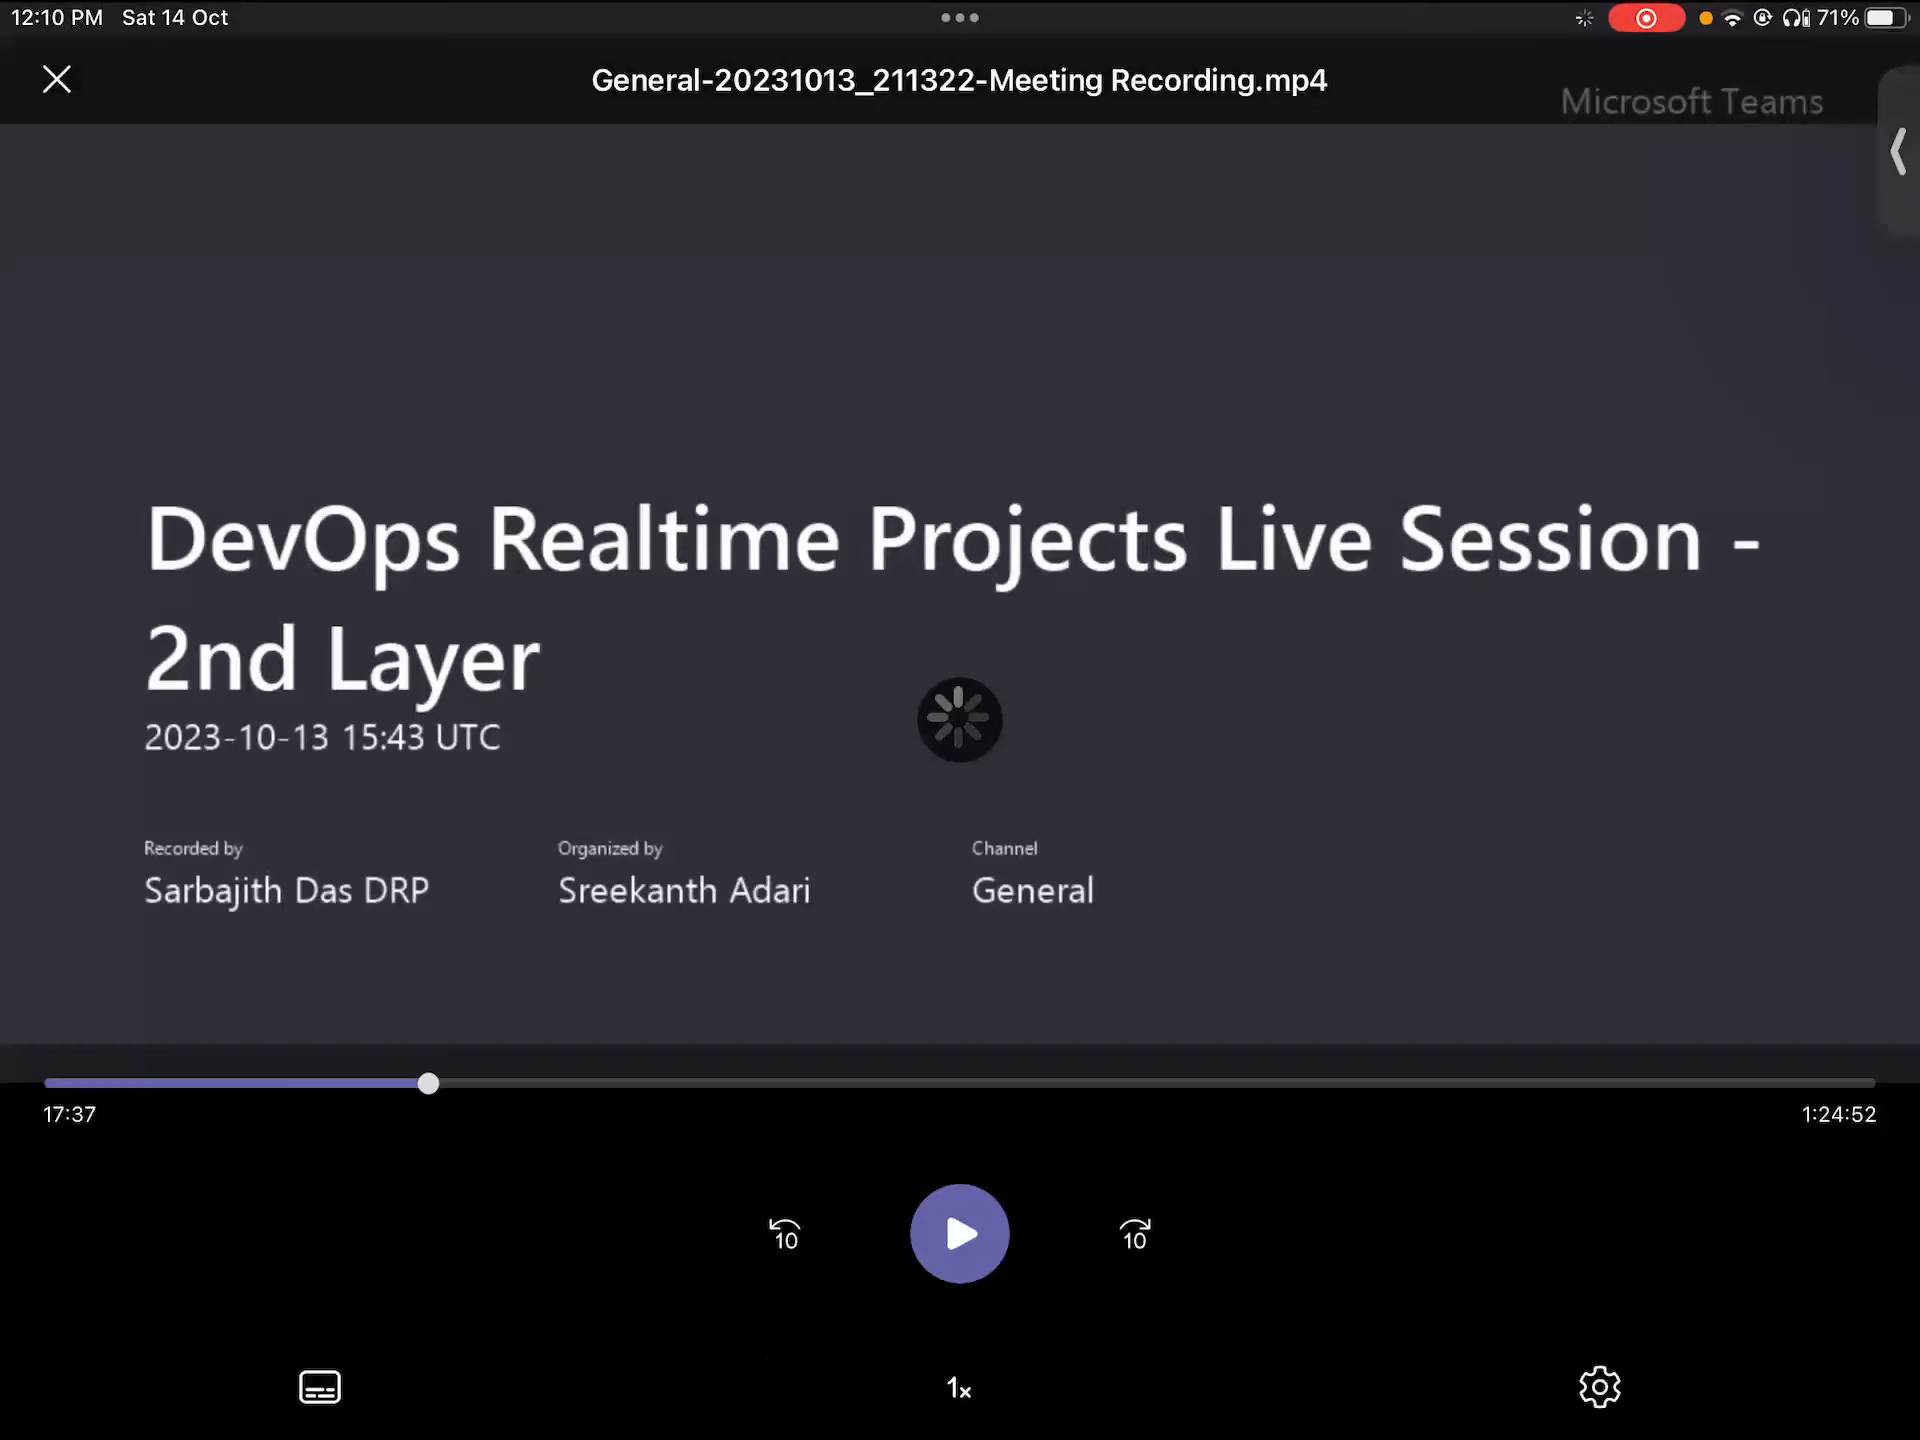 12:10 PM Sat 14 Oct
71%
General-20231013_211322-Meeting Recording.mp4
Microsoft Teams
DevOps Realtime Projects Live Session -
2nd Layer
2023-10-13 15:43 UTC
Recorded by Organized by Channel
Sarbajith Das DRP Sreekanth Adari General
17:37 1:24:52
10 10
1x